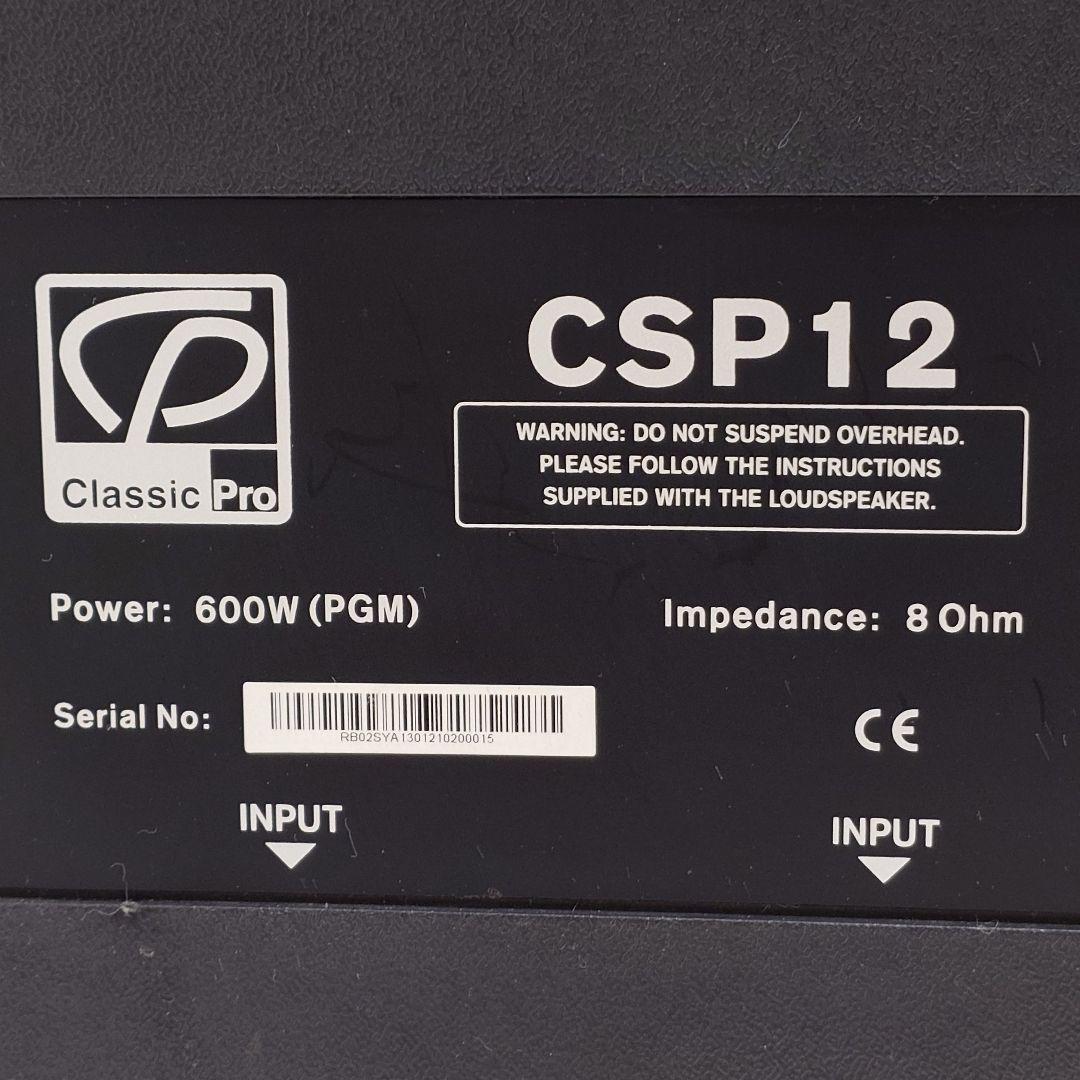 CP
Classic Pro
CSP12
WARNING: DO NOT SUSPEND OVERHEAD.
PLEASE FOLLOW THE INSTRUCTIONS
SUPPLIED WITH THE LOUDSPEAKER.
Power: 600W (PGM)
Impedance: 8 Ohm
Serial No:
RB02SYA1301210200015
CE
INPUT
INPUT